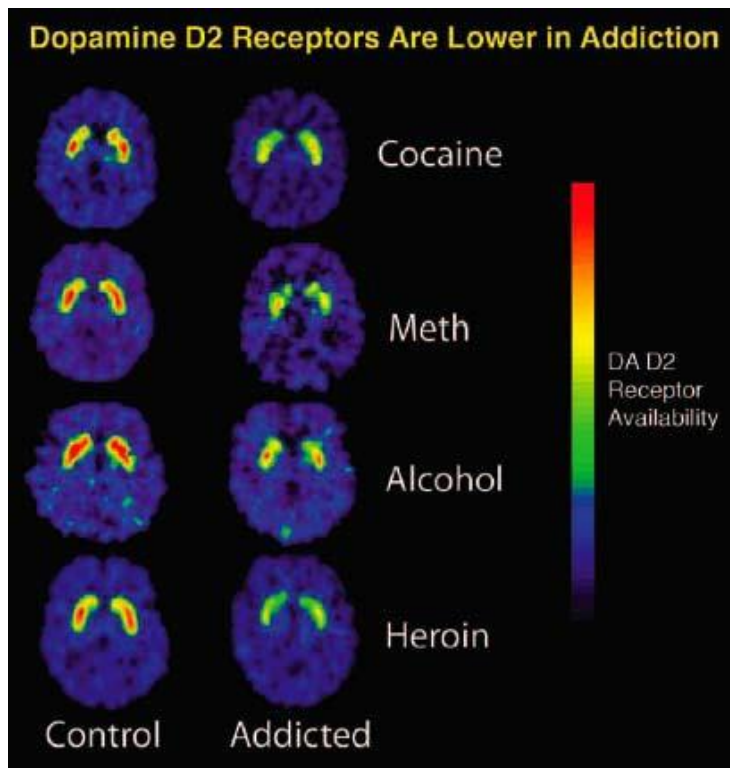 Dopamine D2 Receptors Are Lower in Addiction
Cocaine
Meth
DA D2
Receptor
Availability
Alcohol
Heroin
Control
Addicted